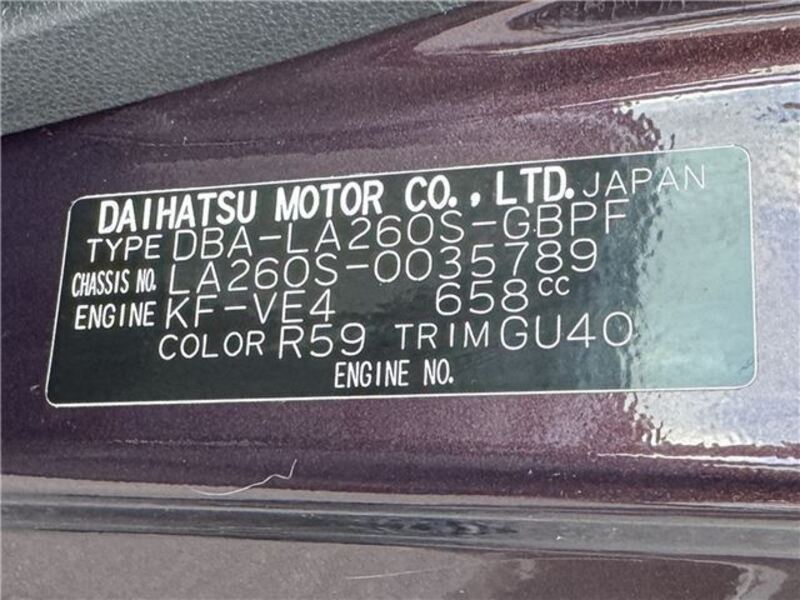 DAIHATSU MOTOR CO., LTD. JAPAN
TYPE DBA-LA260S-GBPF
CHASSIS NO. LA260S-0035789
ENGINE KF-VE4 658cc
COLOR R59 TRIM GU40
ENGINE NO.